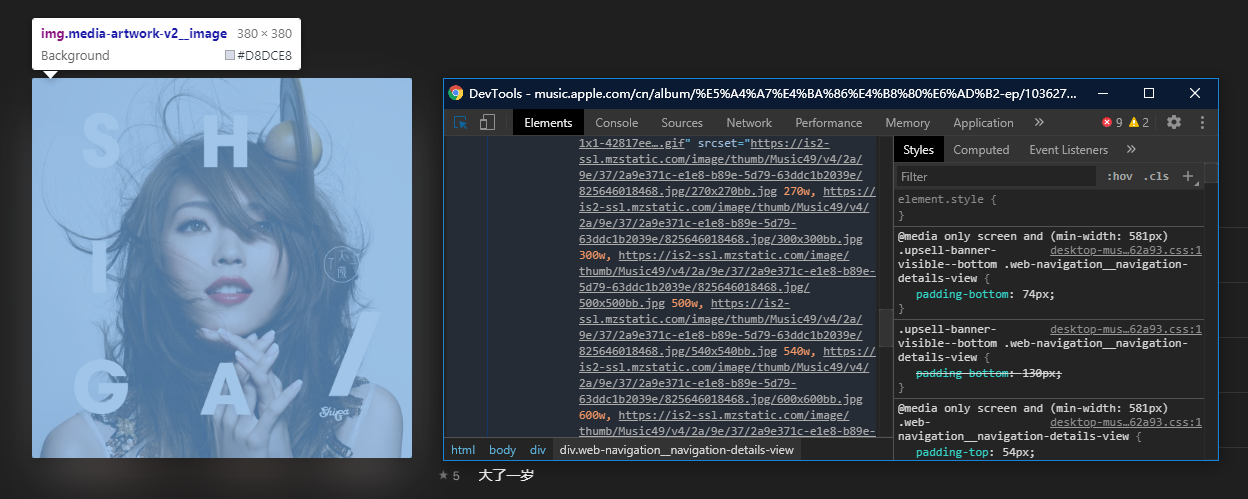 img.media-artwork-v2__image 380 × 380
Background #D8DCE8
S H
I
G A
Shiga
DevTools - music.apple.com/cn/album/%E5%A4%A7%E4%BA%86%E4%B8%80%E6%AD%B2-ep/103627...
Elements Console Sources Network Performance Memory Application » 9 2
1x1-42817ee….gif" srcset="https://is2-
ssl.mzstatic.com/image/thumb/Music49/v4/2a/
9e/37/2a9e371c-e1e8-b89e-5d79-63ddc1b2039e/
825646018468.jpg/270x270bb.jpg 270w, https://
is2-ssl.mzstatic.com/image/thumb/Music49/v4/
2a/9e/37/2a9e371c-e1e8-b89e-5d79-
63ddc1b2039e/825646018468.jpg/300x300bb.jpg
300w, https://is2-ssl.mzstatic.com/image/
thumb/Music49/v4/2a/9e/37/2a9e371c-e1e8-b89e-
5d79-63ddc1b2039e/825646018468.jpg/
500x500bb.jpg 500w, https://is2-
ssl.mzstatic.com/image/thumb/Music49/v4/2a/
9e/37/2a9e371c-e1e8-b89e-5d79-63ddc1b2039e/
825646018468.jpg/540x540bb.jpg 540w, https://
is2-ssl.mzstatic.com/image/thumb/Music49/v4/
2a/9e/37/2a9e371c-e1e8-b89e-5d79-
63ddc1b2039e/825646018468.jpg/600x600bb.jpg
600w, https://is2-ssl.mzstatic.com/image/
thumb/Music49/v4/2a/9e/37/2a9e371c-e1e8-b89e-
html body div div.web-navigation__navigation-details-view
Styles Computed Event Listeners »
Filter :hov .cls +
element.style {
}
@media only screen and (min-width: 581px)
.upsell-banner- desktop-mus…62a93.css:1
visible--bottom .web-navigation__navigation-
details-view {
padding-bottom: 74px;
}
.upsell-banner- desktop-mus…62a93.css:1
visible--bottom .web-navigation__navigation-
details-view {
padding-bottom: 130px;
}
@media only screen and (min-width: 581px)
.web- desktop-mus…62a93.css:1
navigation__navigation-details-view {
padding-top: 54px;
★ 5 大了一岁